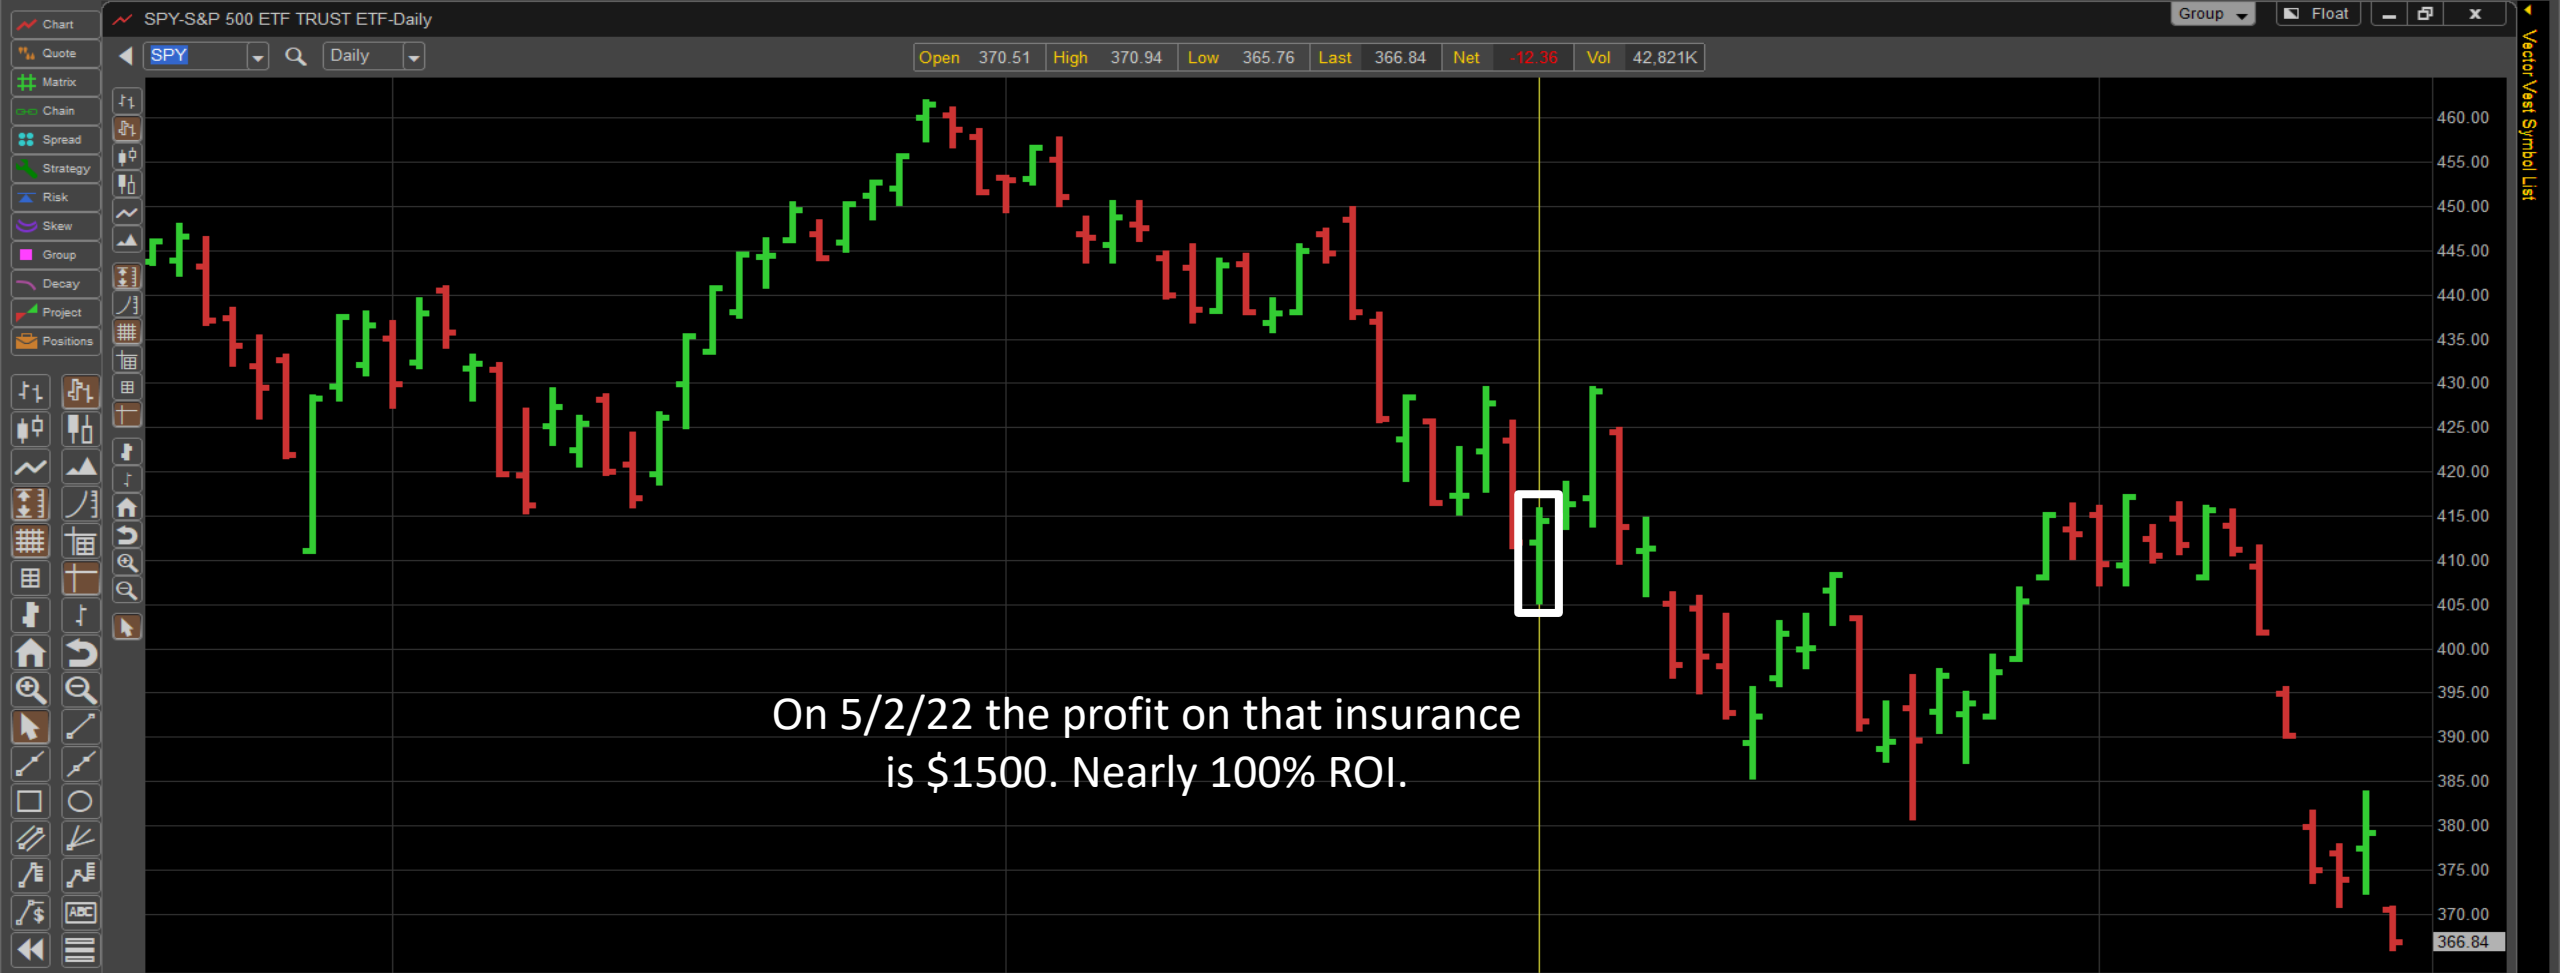 SPY-S&P 500 ETF TRUST ETF-Daily
Group
Float
x
SPY
Daily
Open 370.51 High 370.94 Low 365.76 Last 366.84 Net -12.36 Vol 42,821K
Vector Vest Symbol List
Chart
Quote
Matrix
Chain
Spread
Strategy
Risk
Skew
Group
Decay
Project
Positions
ABC
460.00
455.00
450.00
445.00
440.00
435.00
430.00
425.00
420.00
415.00
410.00
405.00
400.00
395.00
390.00
385.00
380.00
375.00
370.00
366.84
On 5/2/22 the profit on that insurance
is $1500. Nearly 100% ROI.